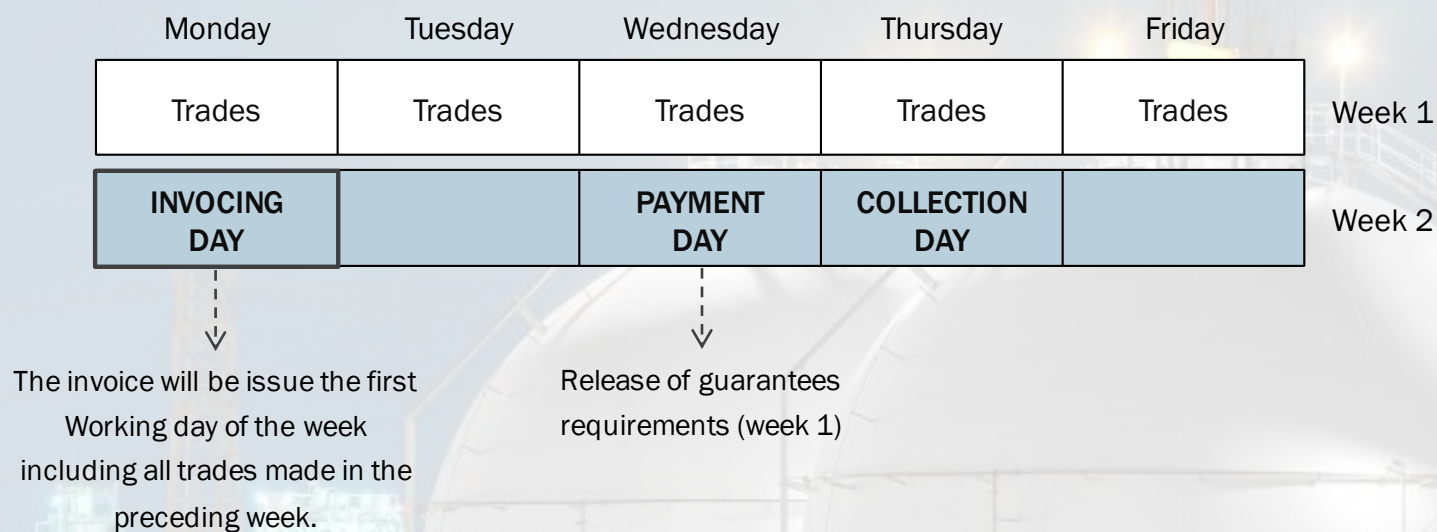 Monday Tuesday Wednesday Thursday Friday
Trades Trades Trades Trades Trades Week 1
INVOCING PAYMENT COLLECTION
DAY DAY DAY
Week 2
The invoice will be issue the first
Working day of the week
including all trades made in the
preceding week.
Release of guarantees
requirements (week 1)